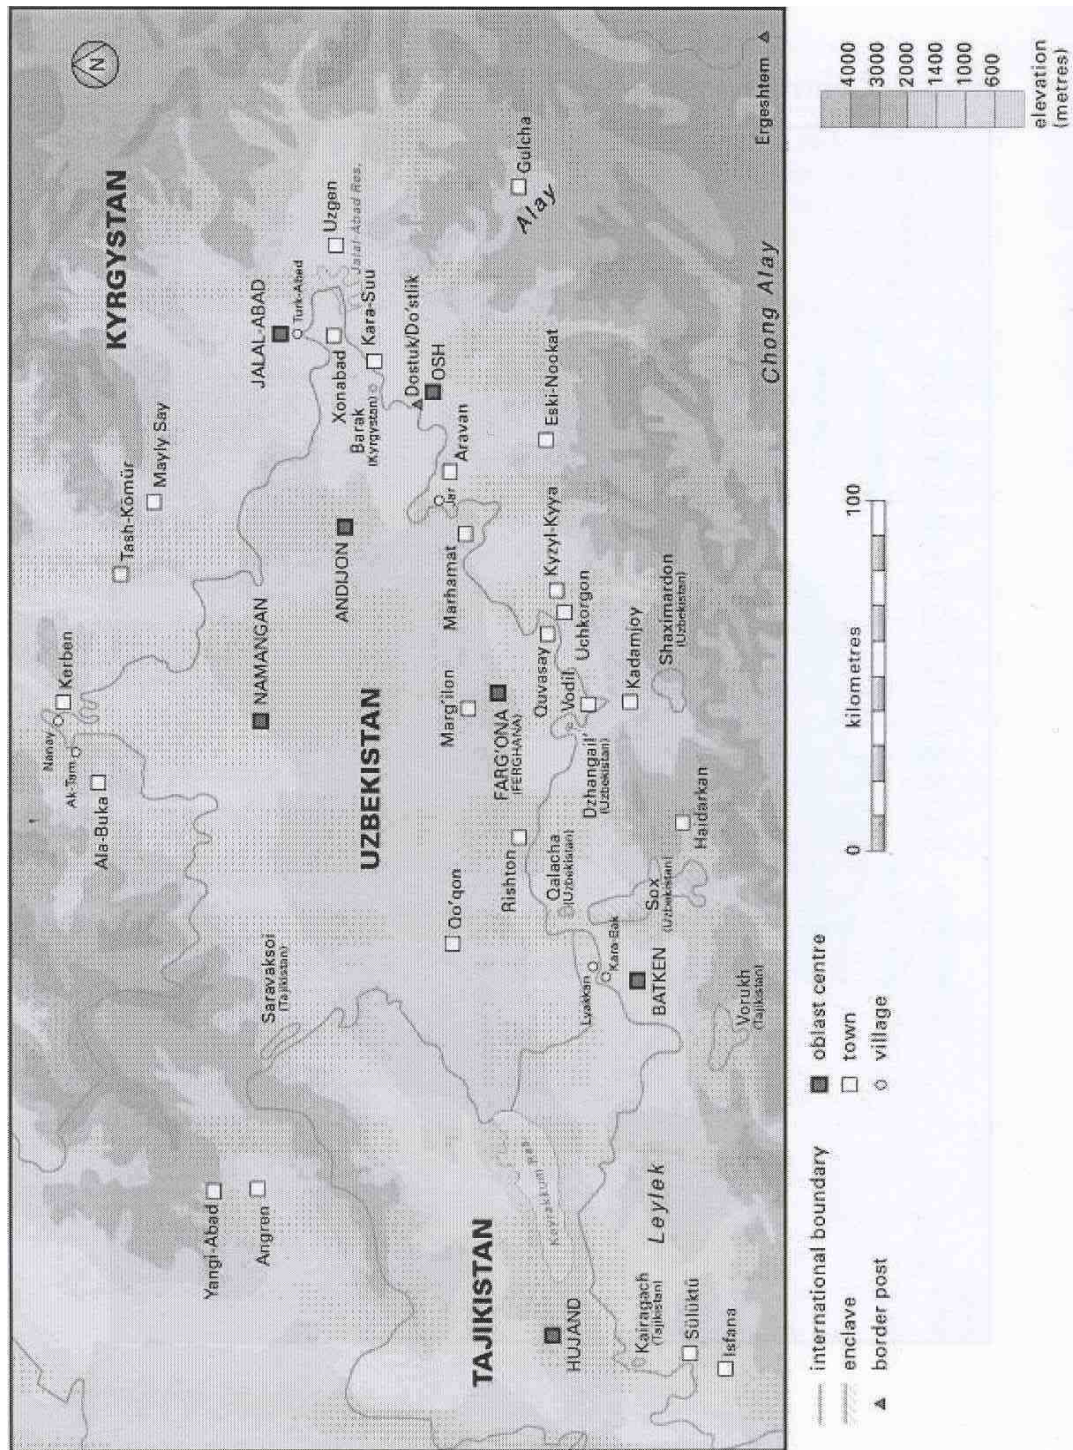 N
KYRGYSTAN
UZBEKISTAN
TAJIKISTAN
Nanay
Kerben
Ak-Tam
Ala-Buka
Tash-Kömür
Mayly Say
JALAL-ABAD
Turk-Abad
Uzgen
Jalal-Abad Res.
Xonabad
Kara-Suu
Barak
(Kyrgystan)
Dostuk/Do'stlik
OSH
Gulcha
Alay
Ergeshtem
Chong Alay
Eski-Nookat
Aravan
Jar
Marhamat
ANDIJON
NAMANGAN
Marg'ilon
FARG'ONA
(FERGHANA)
Quvasay
Kyzyl-Kyya
Uchkorgon
Vodil
Kadamjoy
Shaximardon
(Uzbekistan)
Dzhangail'
(Uzbekistan)
Haidarkan
Rishton
Qalacha
(Uzbekistan)
Sox
(Uzbekistan)
Qo'qon
Lyakkan
Kara-Bak
BATKEN
Vorukh
(Tajikistan)
Saravaksoi
(Tajikistan)
Yangi-Abad
Angren
Kayrakkum Res.
Leylek
HUJAND
Kairagach
(Tajikistan)
Sülüktü
Isfana
international boundary
enclave
border post
oblast centre
town
village
0
kilometres
100
4000
3000
2000
1400
1000
600
elevation
(metres)